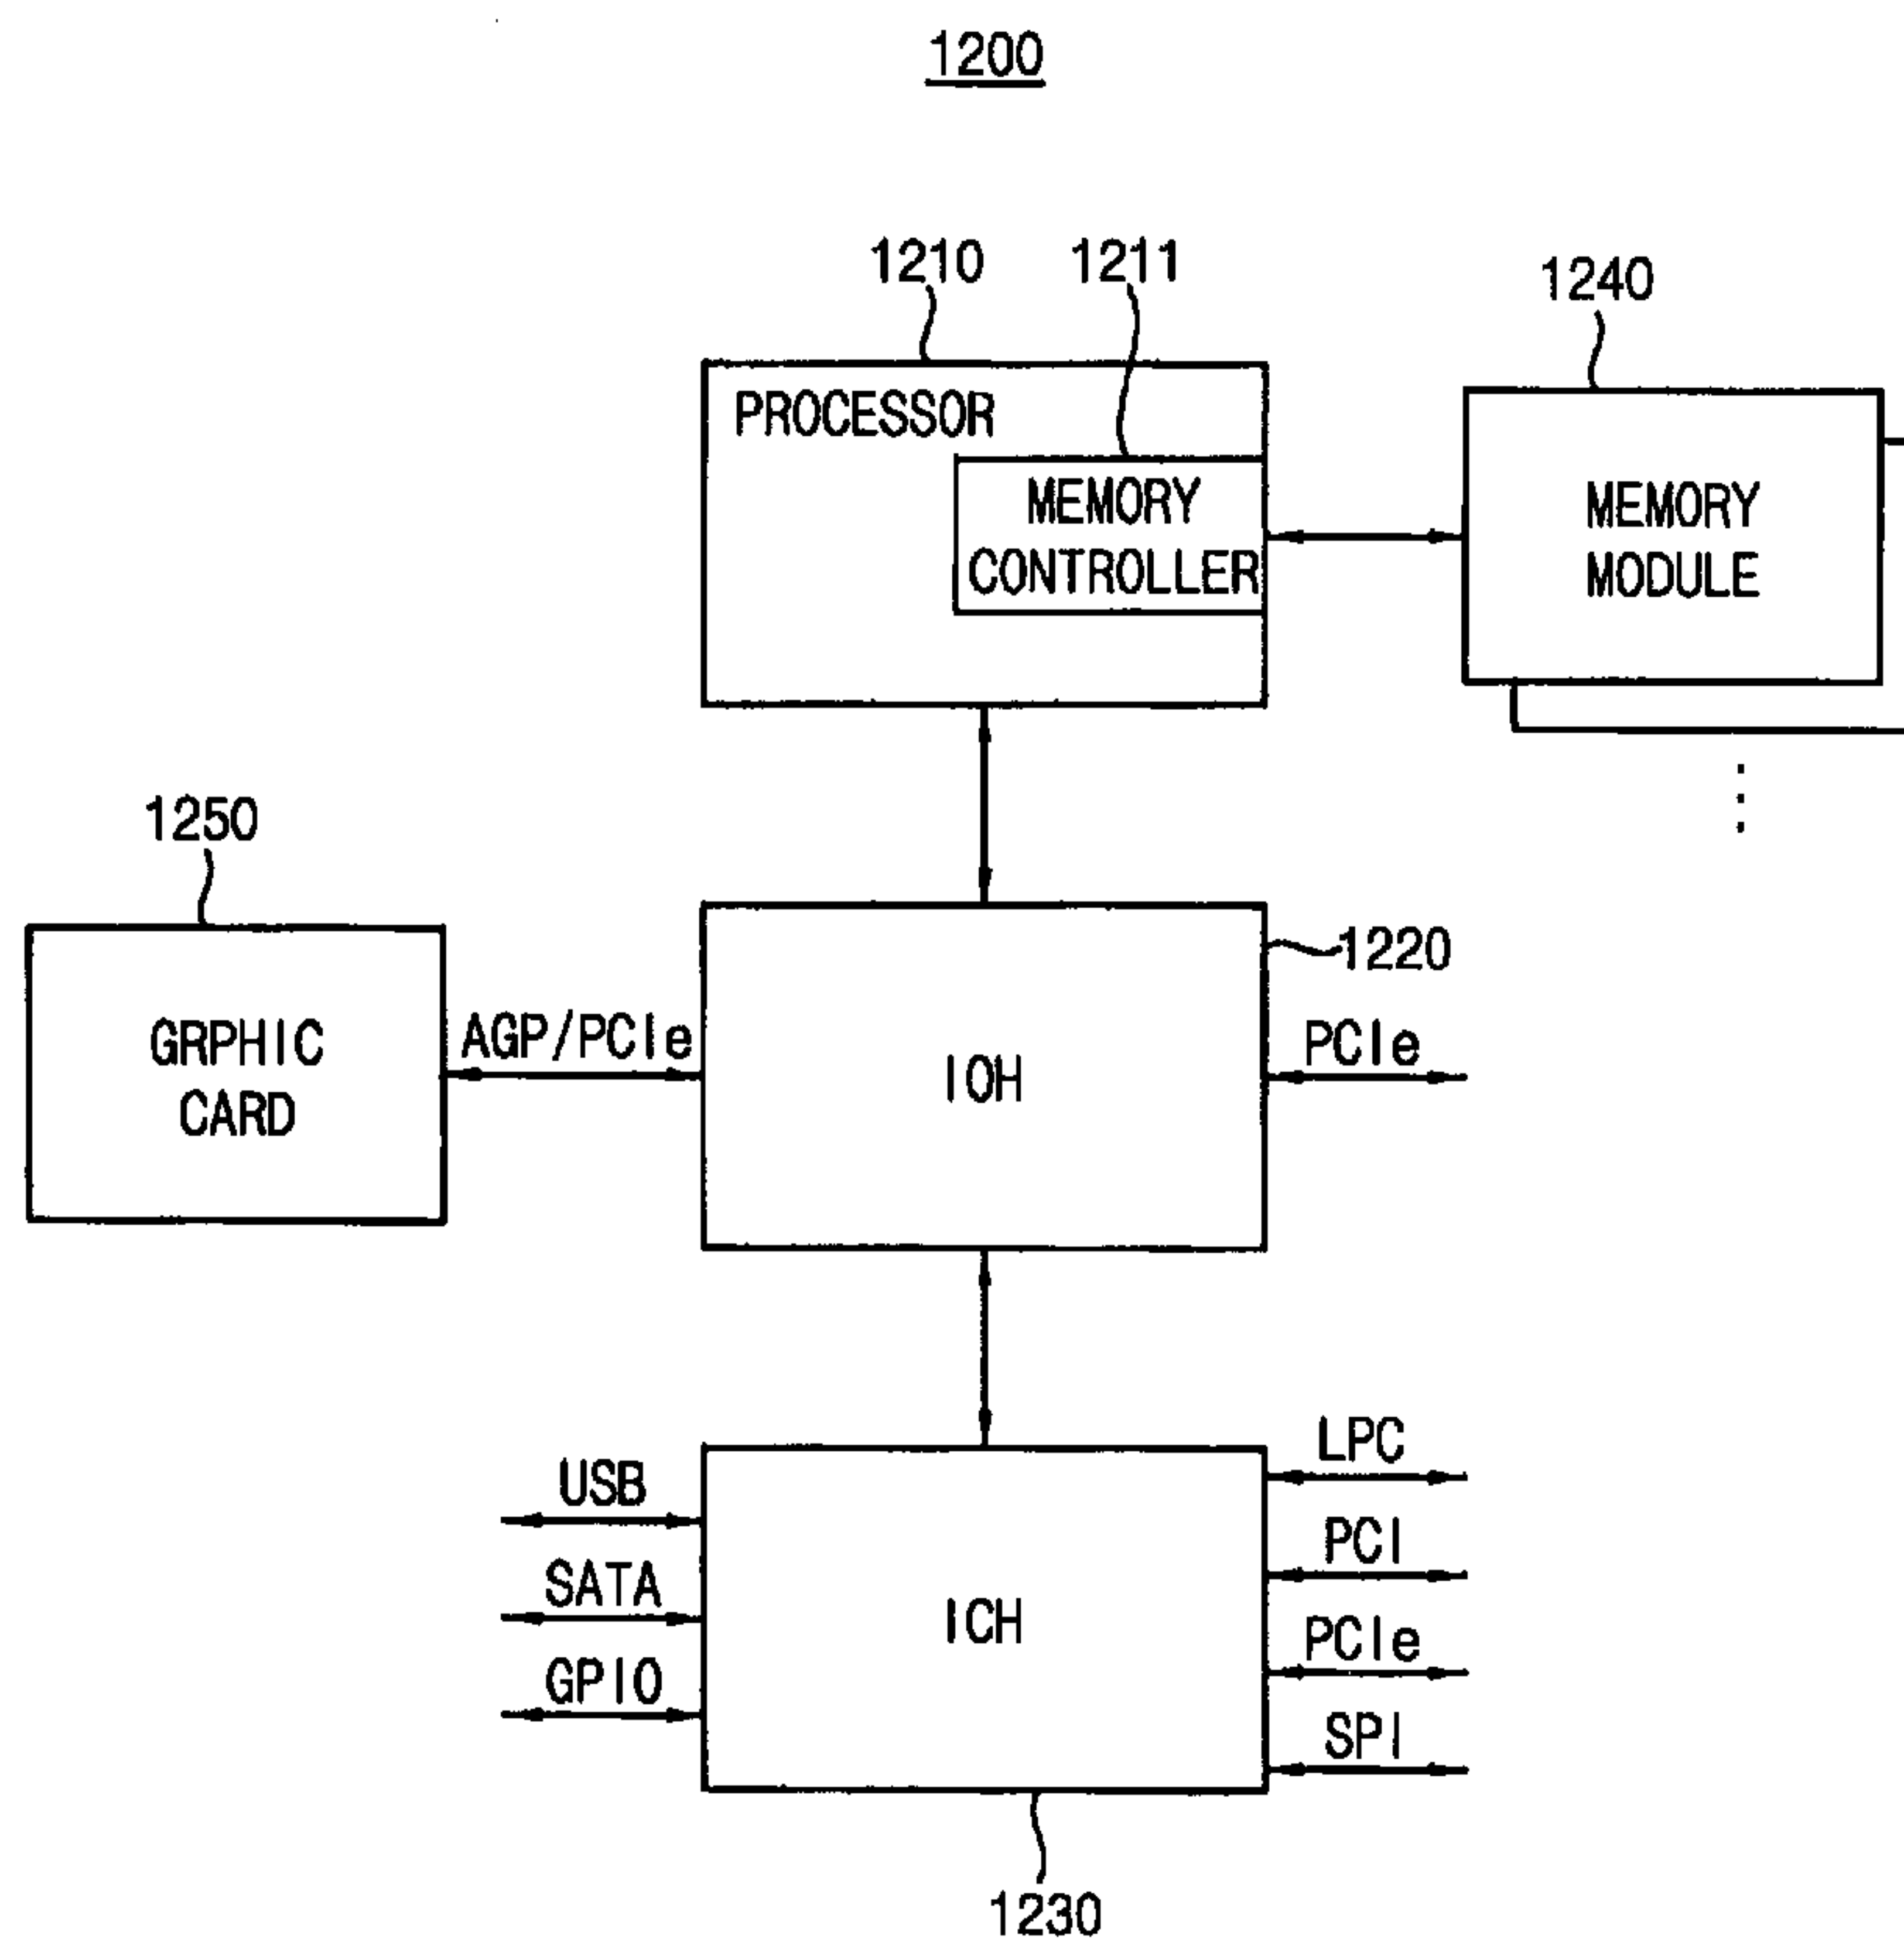 1200
1210
1211
1240
PROCESSOR
MEMORY
CONTROLLER
MEMORY
MODULE
1250
1220
GRPHIC
CARD
AGP/PCIe
IOH
PCIe
USB
SATA
GPIO
ICH
LPC
PCI
PCIe
SPI
1230